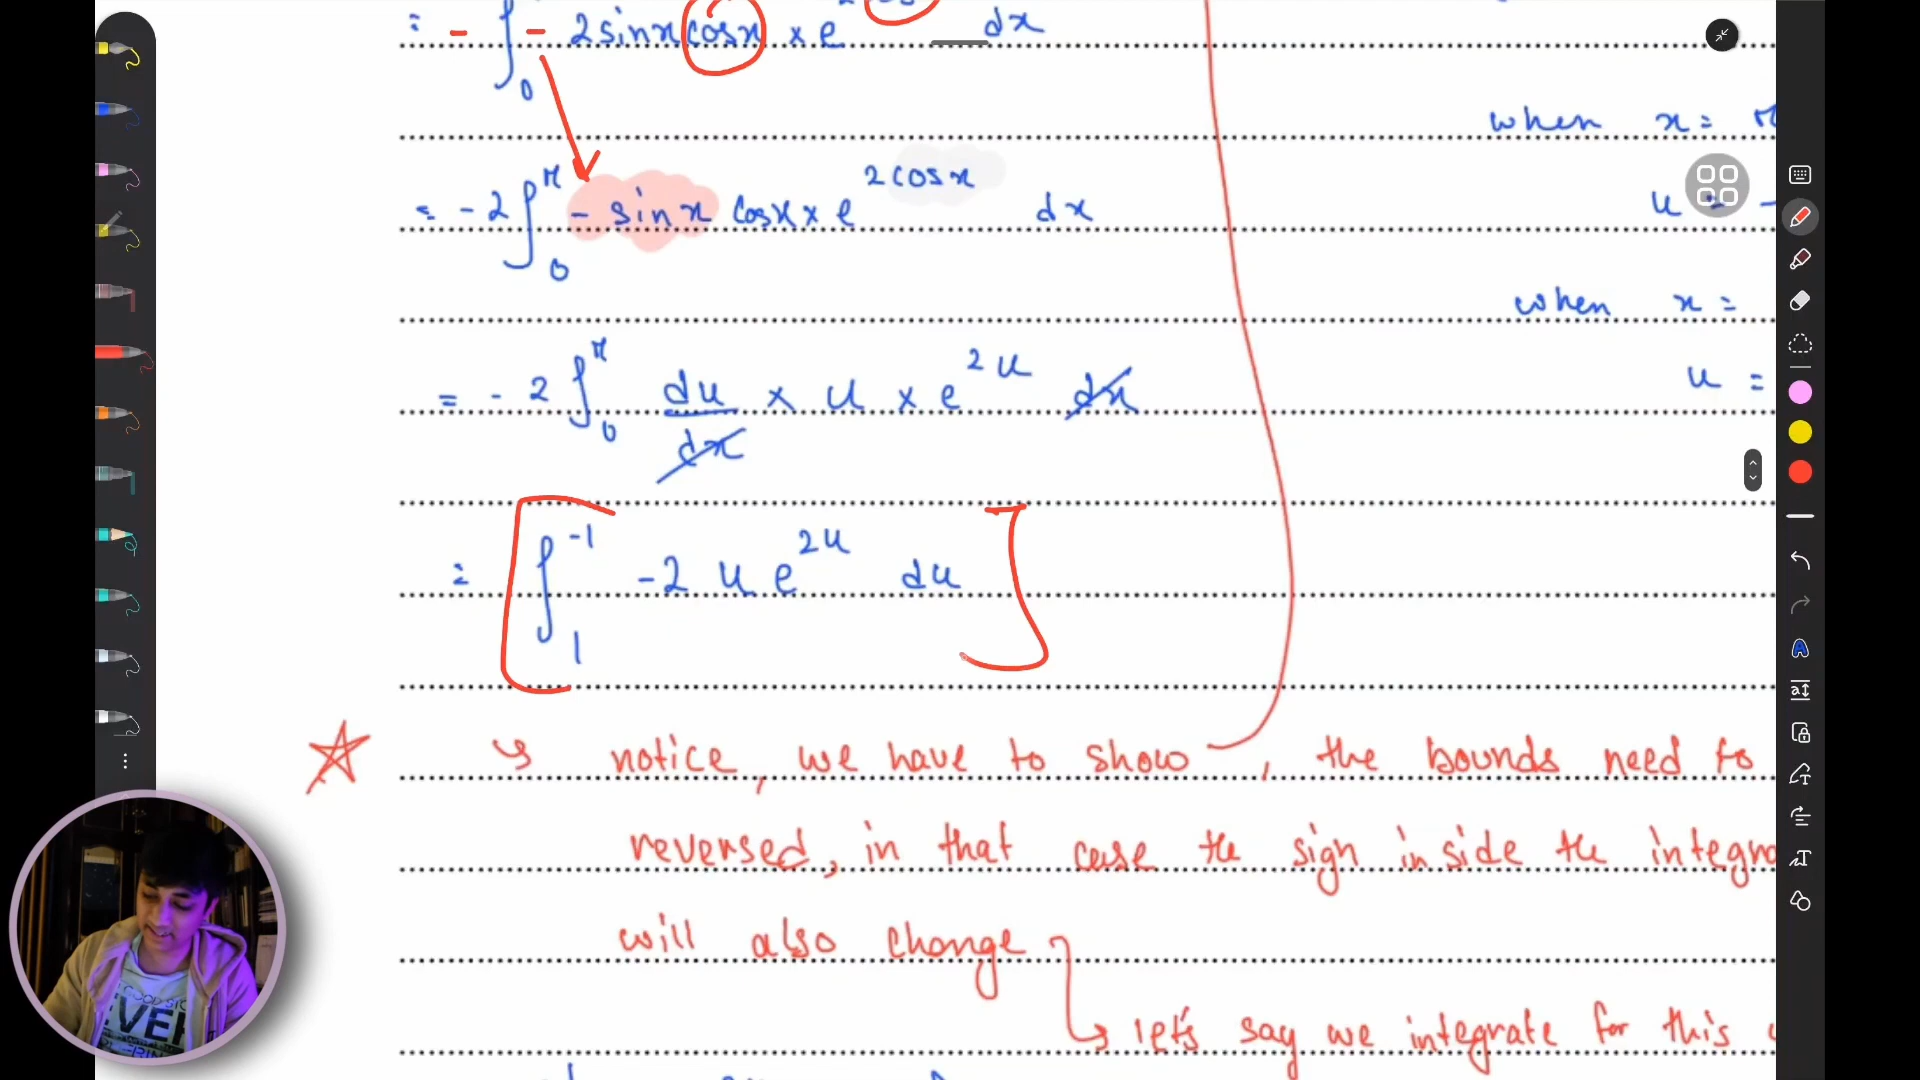 = - ∫₀ - 2sinx cosx × e dx
when x = π
= -2 ∫₀^π - sinx cosx × e^(2cosx) dx
u = -
when x =
= - 2 ∫₀^π du/dx × u × e^(2u) dx
u =
= [∫₁^-1 -2 u e^(2u) du]
↳ notice, we have to show , the bounds need to
reversed, in that case the sign inside the
will also change
↳ let's say we integrate for this
GOOD